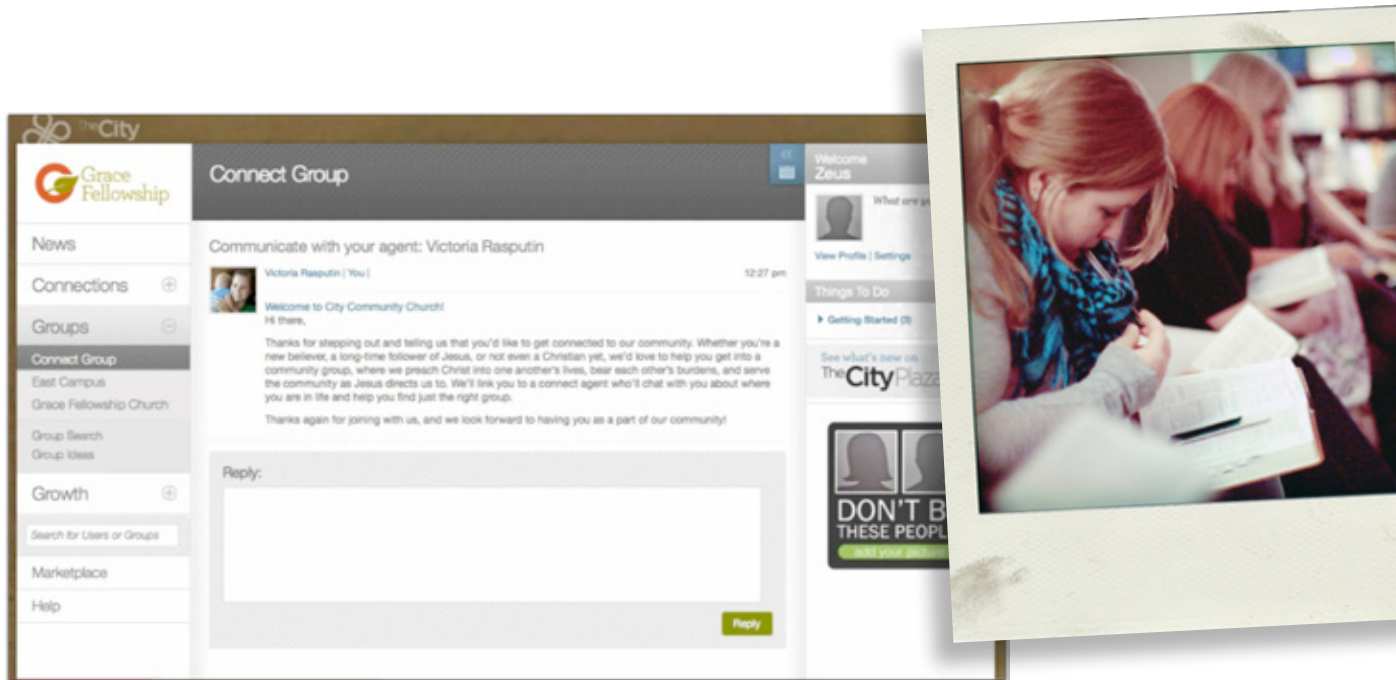 The City
Grace
Fellowship
News
Connections
Groups
Connect Group
East Campus
Grace Fellowship Church
Group Search
Group Ideas
Growth
Search for Users or Groups
Marketplace
Help
Connect Group
Communicate with your agent: Victoria Rasputin
Victoria Rasputin | You |
12:27 pm
Welcome to City Community Church!
Hi there,
Thanks for stepping out and telling us that you'd like to get connected to our community. Whether you're a
new believer, a long-time follower of Jesus, or not even a Christian yet, we'd love to help you get into a
community group, where we preach Christ into one another's lives, bear each other's burdens, and serve
the community as Jesus directs us to. We'll link you to a connect agent who'll chat with you about where
you are in life and help you find just the right group.
Thanks again for joining with us, and we look forward to having you as a part of our community!
Reply:
Reply
Welcome
Zeus
What are
View Profile | Settings
Things To Do
Getting Started (3)
See what's new on
The City Plaza
DON'T B
THESE PEOPL
add your picture